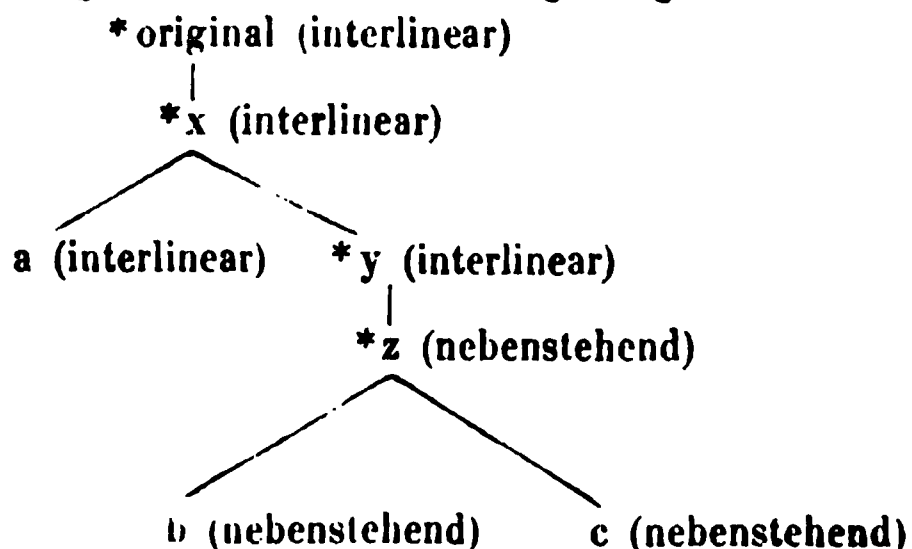 *original (interlinear)
*x (interlinear)
a (interlinear) *y (interlinear)
*z (nebenstehend)
b (nebenstehend) c (nebenstehend)